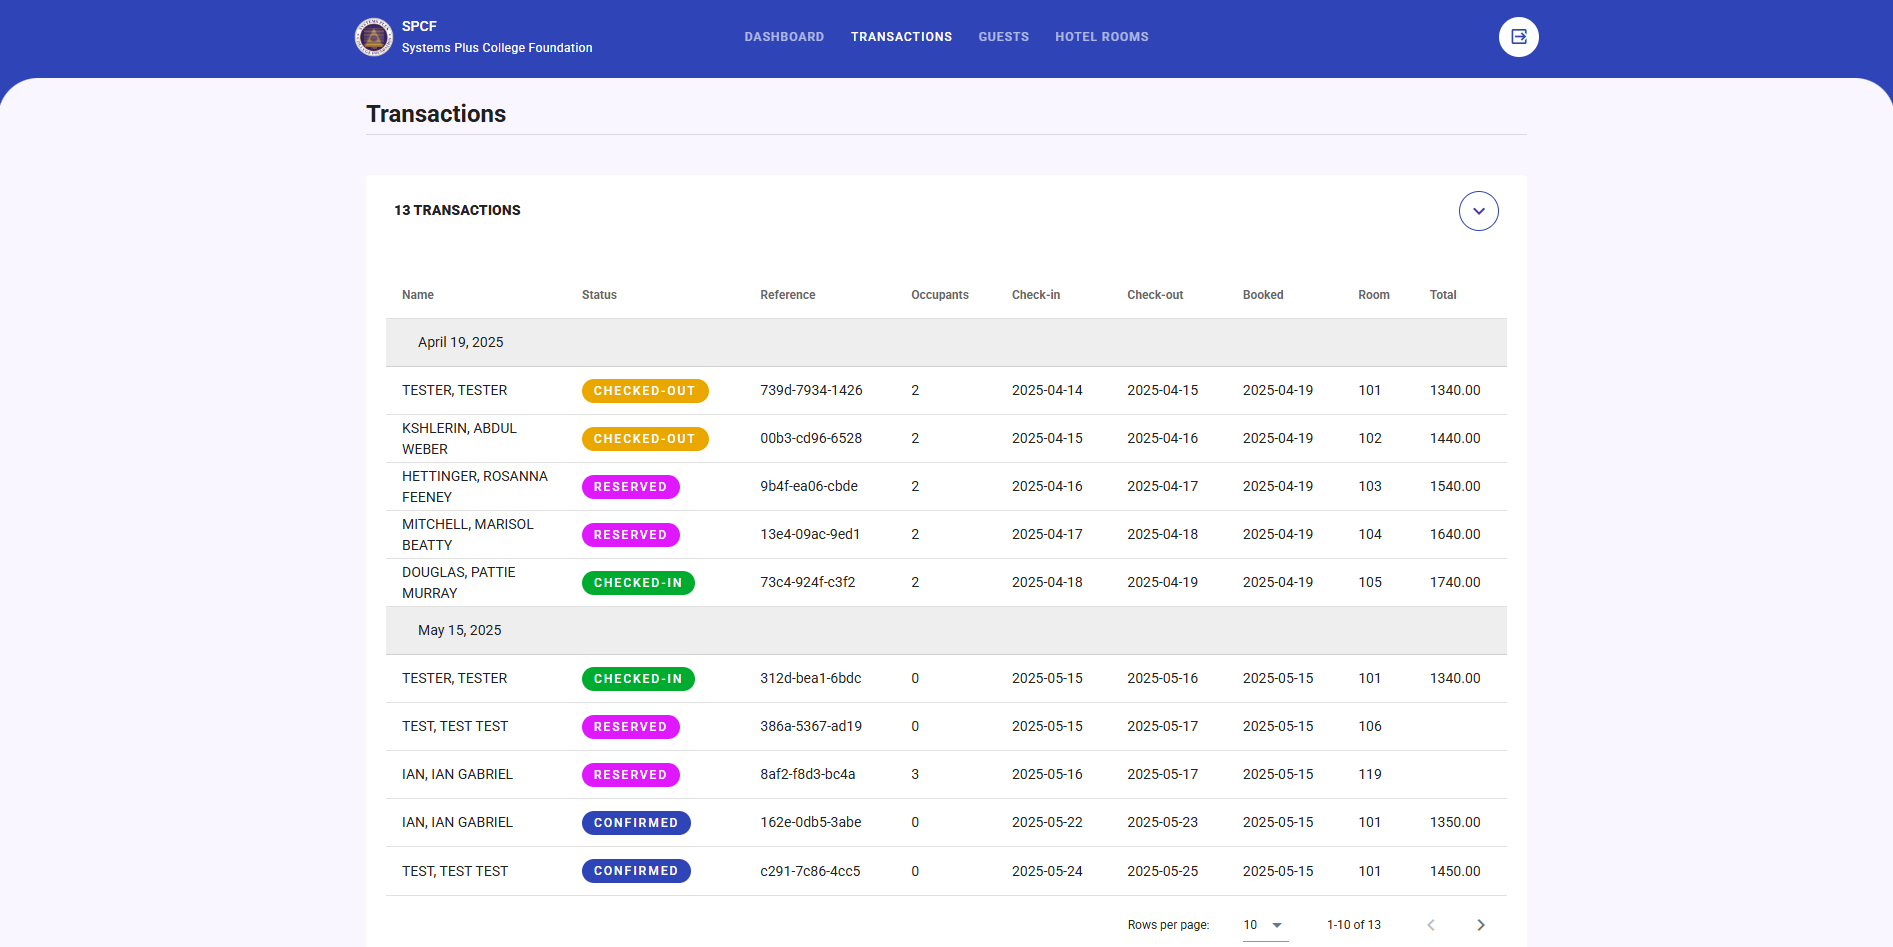 SPCF
Systems Plus College Foundation
DASHBOARD TRANSACTIONS GUESTS HOTEL ROOMS
Transactions
13 TRANSACTIONS
Name Status Reference Occupants Check-in Check-out Booked Room Total
April 19, 2025
TESTER, TESTER CHECKED-OUT 739d-7934-1426 2 2025-04-14 2025-04-15 2025-04-19 101 1340.00
KSHLERIN, ABDUL
WEBER CHECKED-OUT 00b3-cd96-6528 2 2025-04-15 2025-04-16 2025-04-19 102 1440.00
HETTINGER, ROSANNA
FEENEY RESERVED 9b4f-ea06-cbde 2 2025-04-16 2025-04-17 2025-04-19 103 1540.00
MITCHELL, MARISOL
BEATTY RESERVED 13e4-09ac-9ed1 2 2025-04-17 2025-04-18 2025-04-19 104 1640.00
DOUGLAS, PATTIE
MURRAY CHECKED-IN 73c4-924f-c3f2 2 2025-04-18 2025-04-19 2025-04-19 105 1740.00
May 15, 2025
TESTER, TESTER CHECKED-IN 312d-bea1-6bdc 0 2025-05-15 2025-05-16 2025-05-15 101 1340.00
TEST, TEST TEST RESERVED 386a-5367-ad19 0 2025-05-15 2025-05-17 2025-05-15 106
IAN, IAN GABRIEL RESERVED 8af2-f8d3-bc4a 3 2025-05-16 2025-05-17 2025-05-15 119
IAN, IAN GABRIEL CONFIRMED 162e-0db5-3abe 0 2025-05-22 2025-05-23 2025-05-15 101 1350.00
TEST, TEST TEST CONFIRMED c291-7c86-4cc5 0 2025-05-24 2025-05-25 2025-05-15 101 1450.00
Rows per page: 10 1-10 of 13